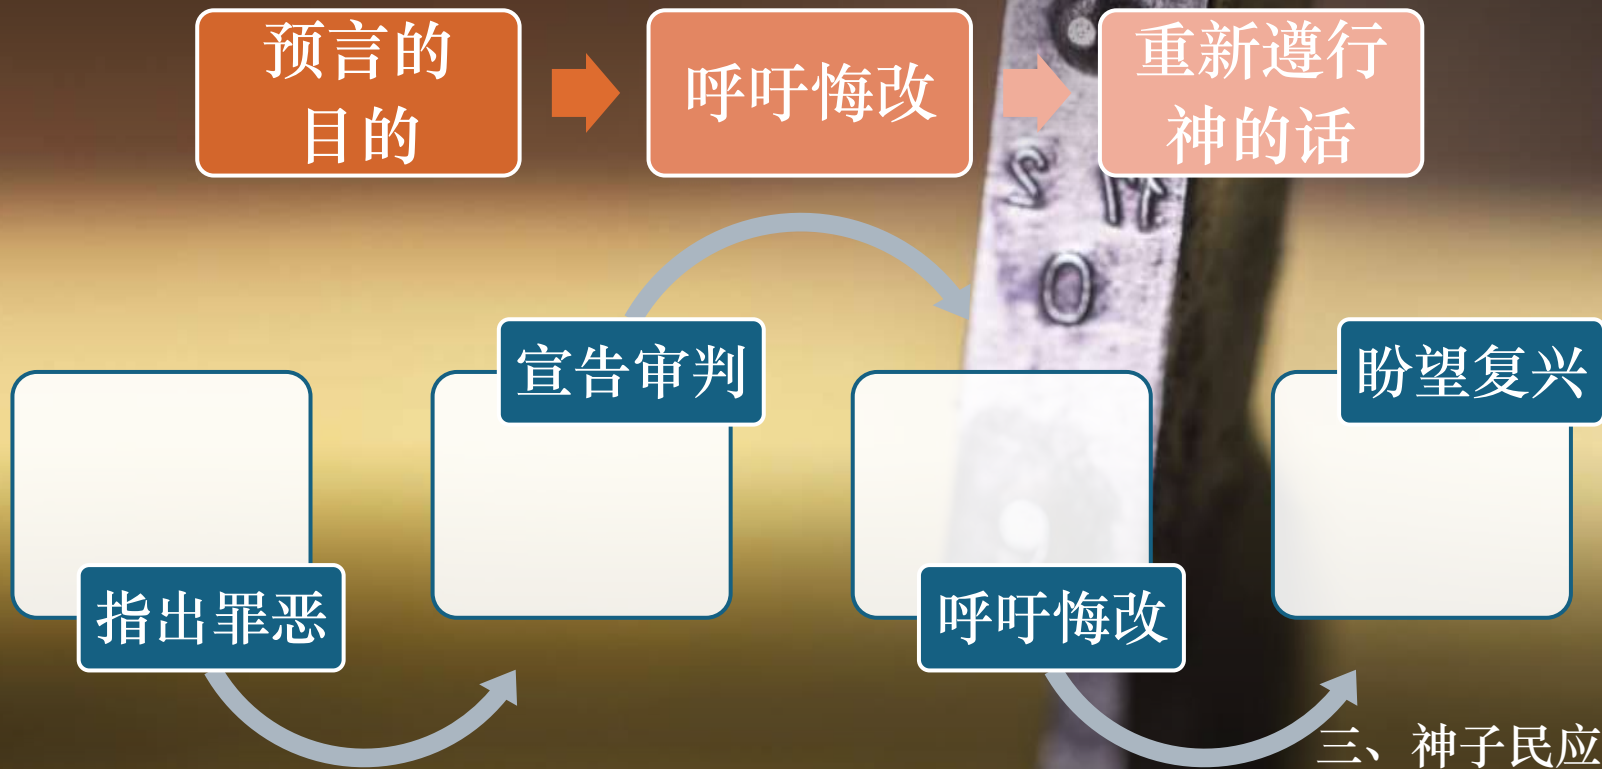 预言的
目的
呼吁悔改
重新遵行
神的话
宣告审判
盼望复兴
指出罪恶
呼吁悔改
三、神子民应